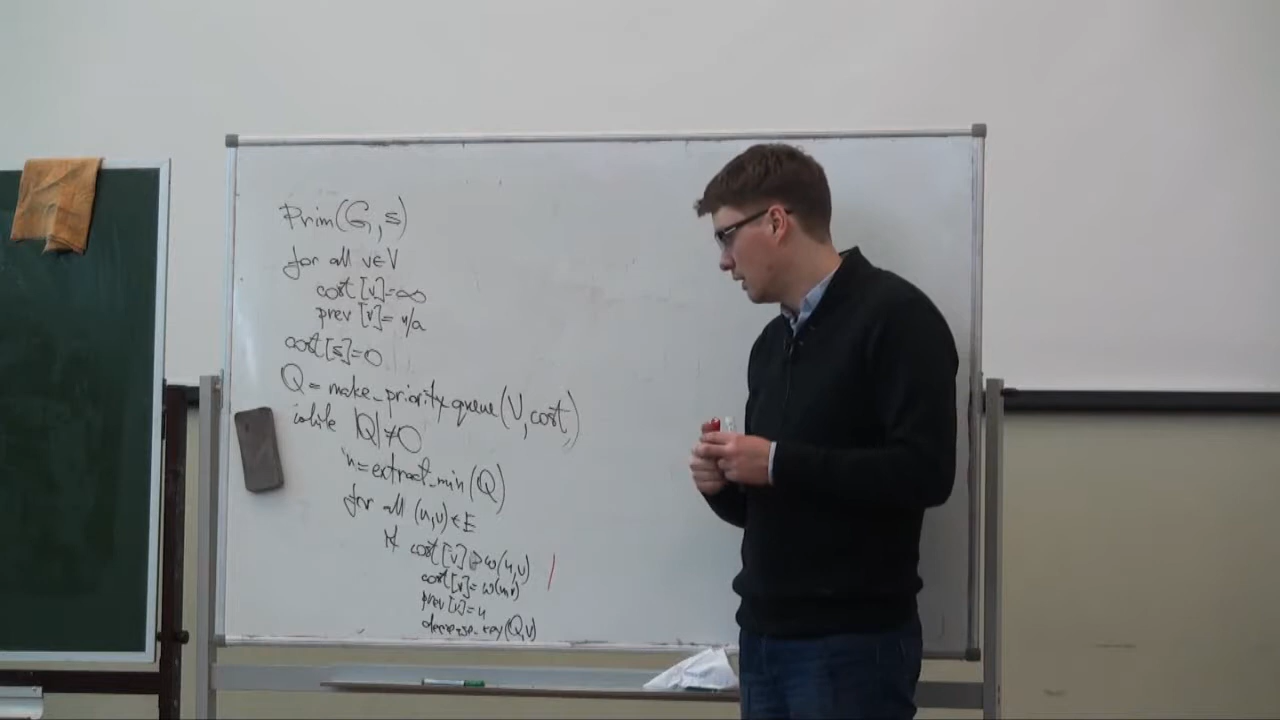 Prim(G,s)
for all v∈V
cost[v]=∞
prev[v]=n/a
cost[s]=0
Q=make_priority_queue(V,cost)
while |Q|≠0
u=extract_min(Q)
for all (u,v)∈E
if cost[v]>w(u,v)
cost[v]=w(u,v)
prev[v]=u
decrease_key(Q,v)